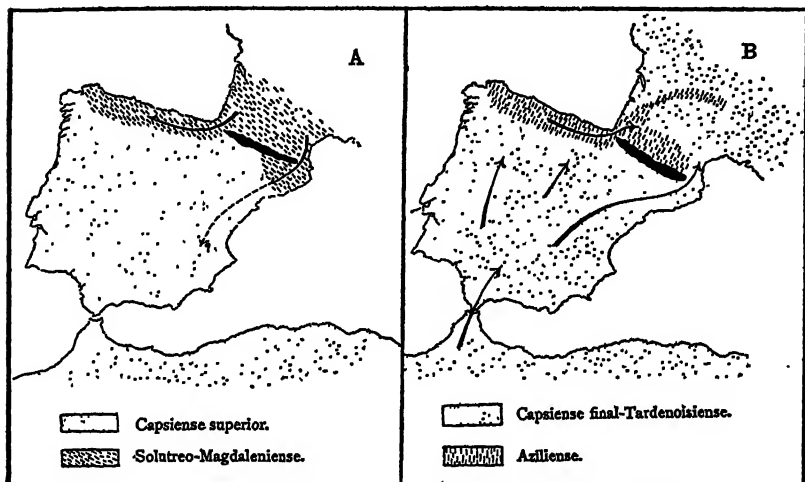 A
B
Capsiense superior.
Solutreo-Magdaleniense.
Capsiense final-Tardenoisiense.
Aziliense.